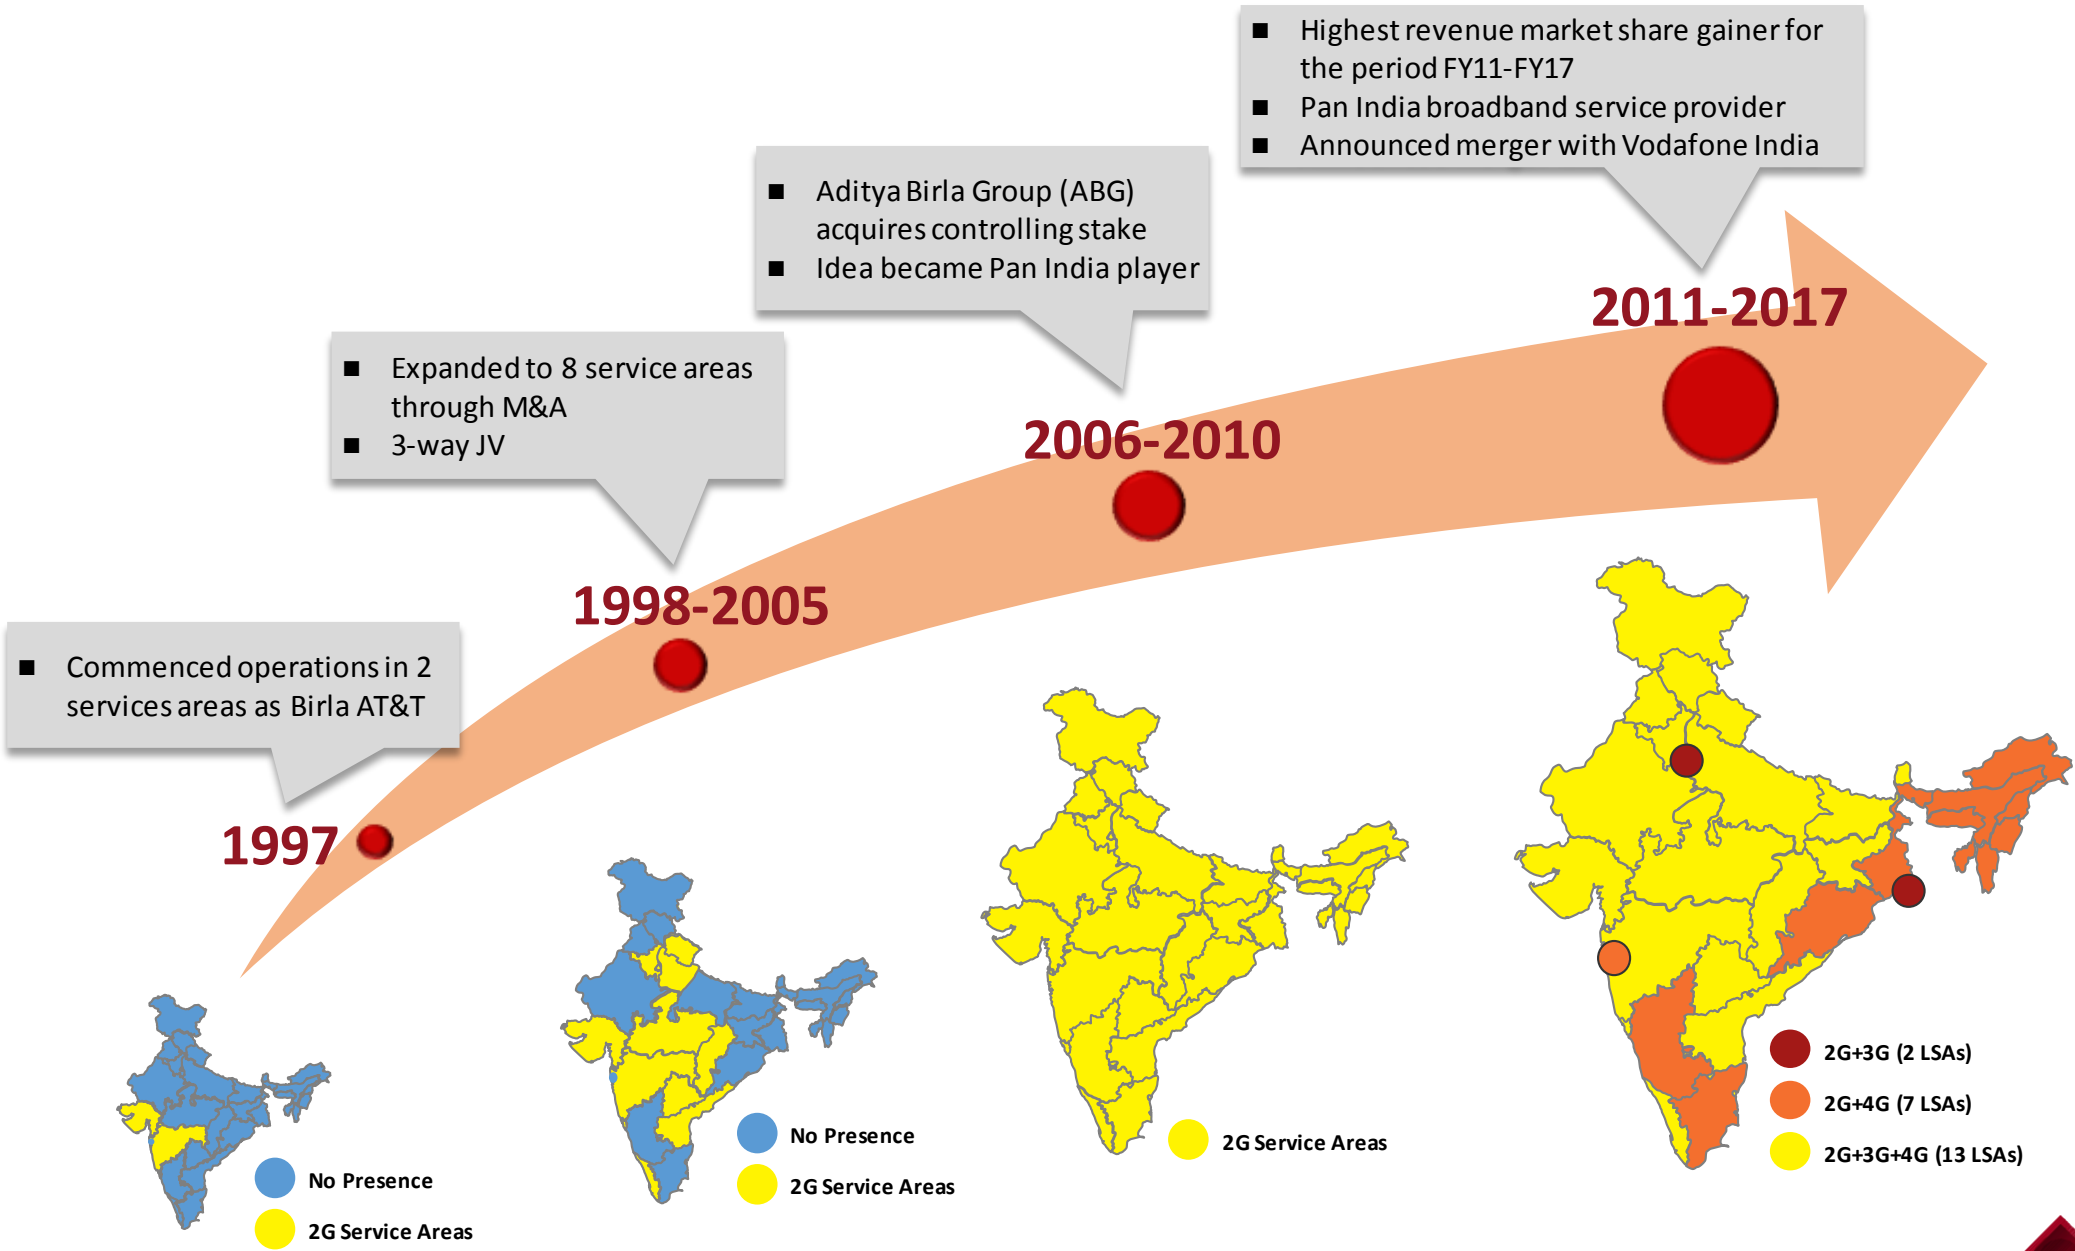 Highest revenue market share gainer for
the period FY11-FY17
Pan India broadband service provider
Announced merger with Vodafone India
Aditya Birla Group (ABG)
acquires controlling stake
Idea became Pan India player
2011-2017
Expanded to 8 service areas
through M&A
3-way JV
2006-2010
1998-2005
Commenced operations in 2
services areas as Birla AT&T
1997
No Presence
2G Service Areas
No Presence
2G Service Areas
2G Service Areas
2G+3G (2 LSAs)
2G+4G (7 LSAs)
2G+3G+4G (13 LSAs)